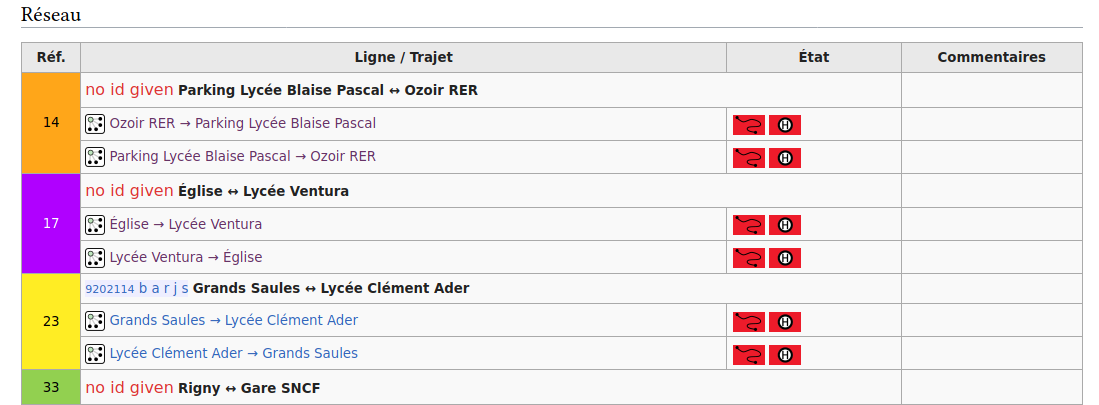 Réseau
Réf. Ligne / Trajet État Commentaires
14
no id given Parking Lycée Blaise Pascal ↔ Ozoir RER
Ozoir RER → Parking Lycée Blaise Pascal
Parking Lycée Blaise Pascal → Ozoir RER
17
no id given Église ↔ Lycée Ventura
Église → Lycée Ventura
Lycée Ventura → Église
23
9202114 b a r j s Grands Saules ↔ Lycée Clément Ader
Grands Saules → Lycée Clément Ader
Lycée Clément Ader → Grands Saules
33 no id given Rigny ↔ Gare SNCF